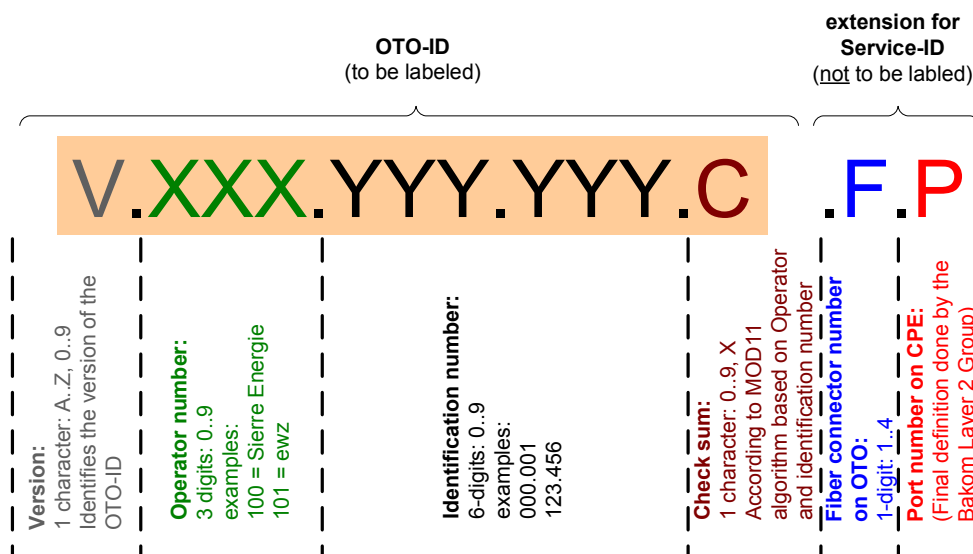 OTO-ID
(to be labeled)
extension for
Service-ID
(not to be labled)
V.XXX.YYY.YYY.C
.F.P
Version:
1 character: A..Z, 0..9
Identifies the version of the
OTO-ID
Operator number:
3 digits: 0..9
examples:
100 = Sierre Energie
101 = ewz
Identification number:
6-digits: 0..9
examples:
000.001
123.456
Check sum:
1 character: 0..9, X
According to MOD11
algorithm based on Operator
and identification number
Fiber connector number
on OTO:
1-digit: 1..4
Port number on CPE:
(Final definition done by the
Bakom Layer 2 Group)